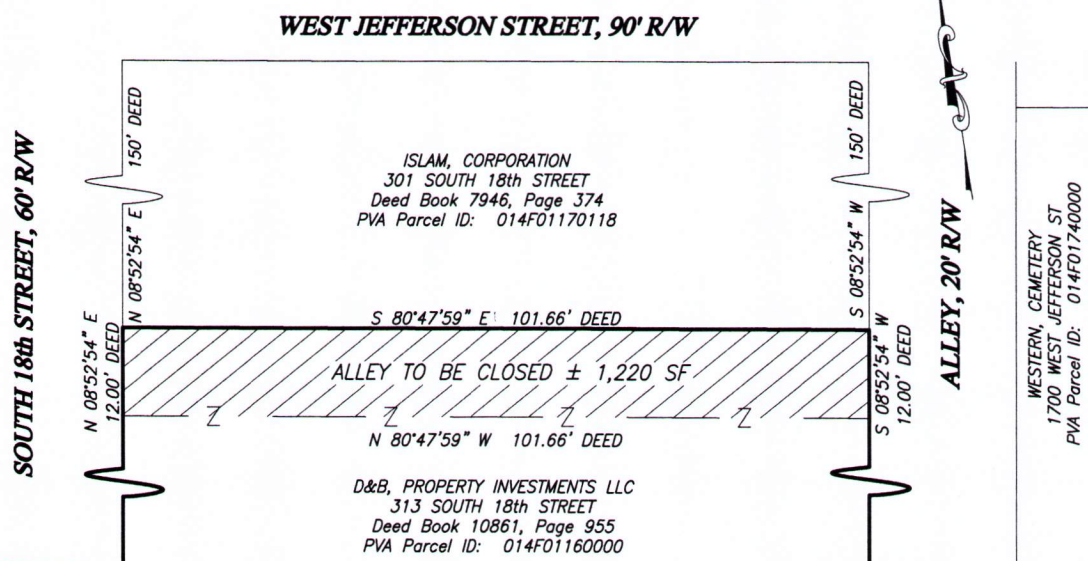 WEST JEFFERSON STREET, 90' R/W
SOUTH 18th STREET, 60' R/W
150' DEED
N 08°52'54" E
ISLAM, CORPORATION
301 SOUTH 18th STREET
Deed Book 7946, Page 374
PVA Parcel ID: 014F01170118
150' DEED
S 08°52'54" W
ALLEY, 20' R/W
WESTERN, CEMETERY
1700 WEST JEFFERSON ST
PVA Parcel ID: 014F01740000
S 80°47'59" E 101.66' DEED
N 08°52'54" E
12.00' DEED
ALLEY TO BE CLOSED ± 1,220 SF
S 08°52'54" W
12.00' DEED
Z Z Z Z
N 80°47'59" W 101.66' DEED
D&B, PROPERTY INVESTMENTS LLC
313 SOUTH 18th STREET
Deed Book 10861, Page 955
PVA Parcel ID: 014F01160000